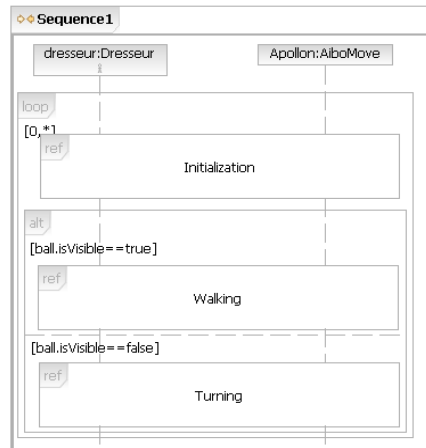 Sequence1
dresseur:Dresseur
Apollon:AiboMove
loop
[0,*]
ref
Initialization
alt
[ball.isVisible==true]
ref
Walking
[ball.isVisible==false]
ref
Turning